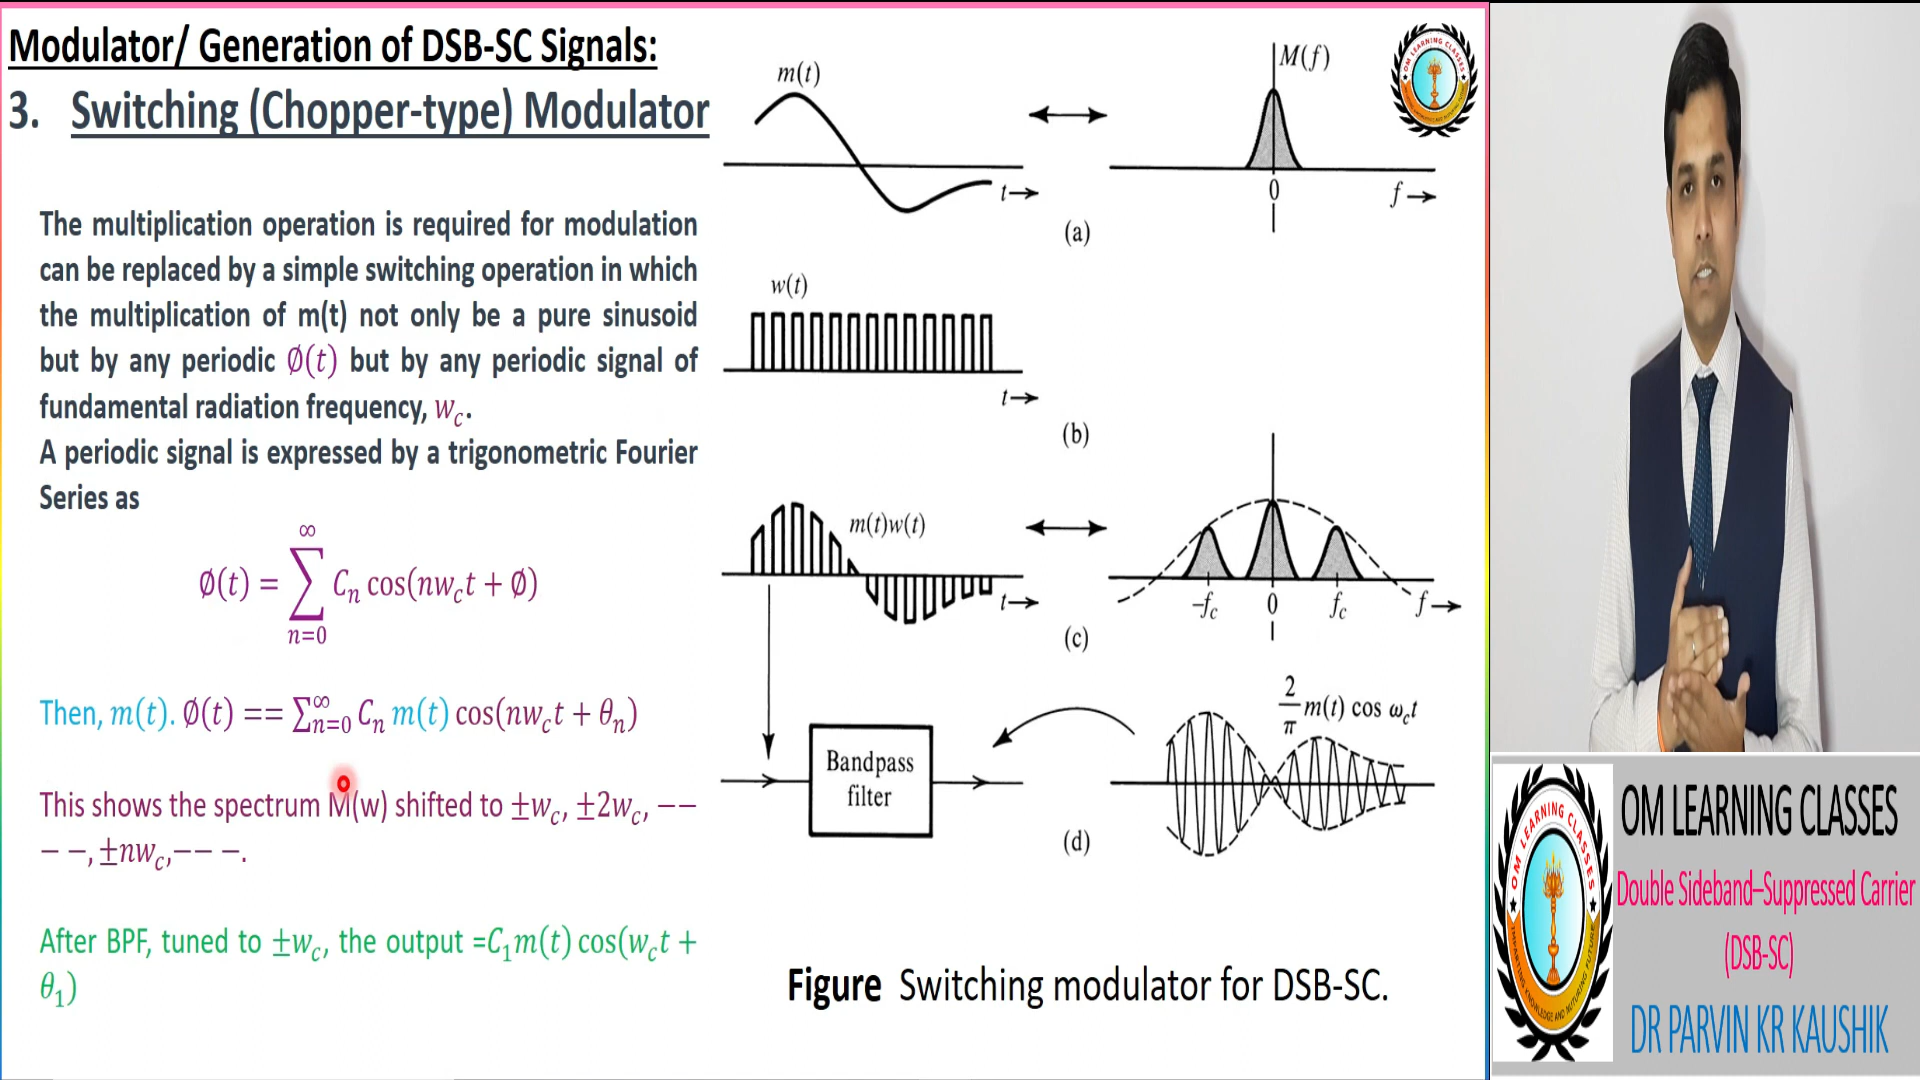 Modulator/ Generation of DSB-SC Signals:
3. Switching (Chopper-type) Modulator
The multiplication operation is required for modulation
can be replaced by a simple switching operation in which
the multiplication of m(t) not only be a pure sinusoid
but by any periodic ∅(t) but by any periodic signal of
fundamental radiation frequency, w_c.
A periodic signal is expressed by a trigonometric Fourier
Series as
∅(t) = ∑_{n=0}^{∞} C_n cos(nw_c t + ∅)
Then, m(t). ∅(t) == ∑_{n=0}^{∞} C_n m(t) cos(nw_c t + θ_n)
This shows the spectrum M(w) shifted to ±w_c, ±2w_c, −−
− −, ±nw_c,−− −.
After BPF, tuned to ±w_c, the output =C_1 m(t) cos(w_c t +
θ_1)
m(t)
t→
M(f)
0
f→
(a)
w(t)
t→
(b)
m(t)w(t)
t→
-f_c 0 f_c f→
(c)
Bandpass
filter
2/π m(t) cos ω_c t
(d)
Figure Switching modulator for DSB-SC.
OM LEARNING CLASSES
OM LEARNING CLASSES
OM LEARNING CLASSES
Double Sideband–Suppressed Carrier
(DSB-SC)
DR PARVIN KR KAUSHIK